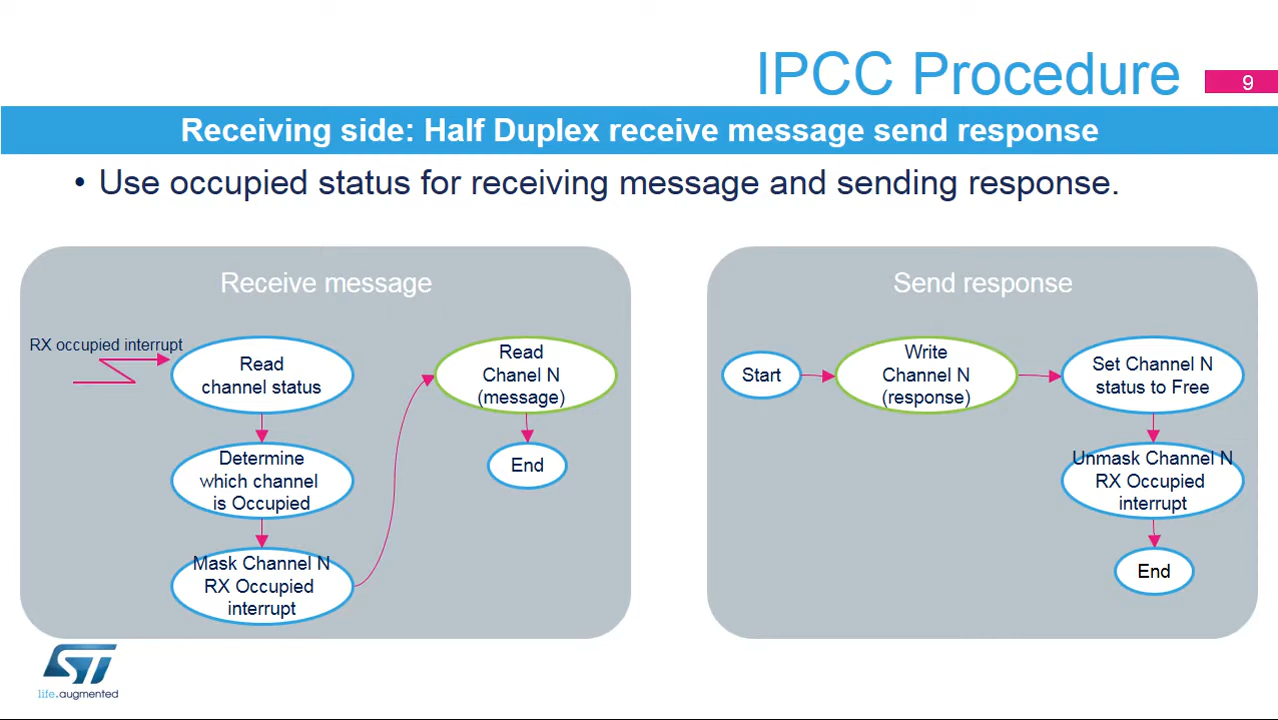 IPCC Procedure
9
Receiving side: Half Duplex receive message send response
• Use occupied status for receiving message and sending response.
Receive message
RX occupied interrupt
Read
channel status
Determine
which channel
is Occupied
Mask Channel N
RX Occupied
interrupt
Read
Chanel N
(message)
End
Send response
Start
Write
Channel N
(response)
Set Channel N
status to Free
Unmask Channel N
RX Occupied
interrupt
End
ST
life.augmented